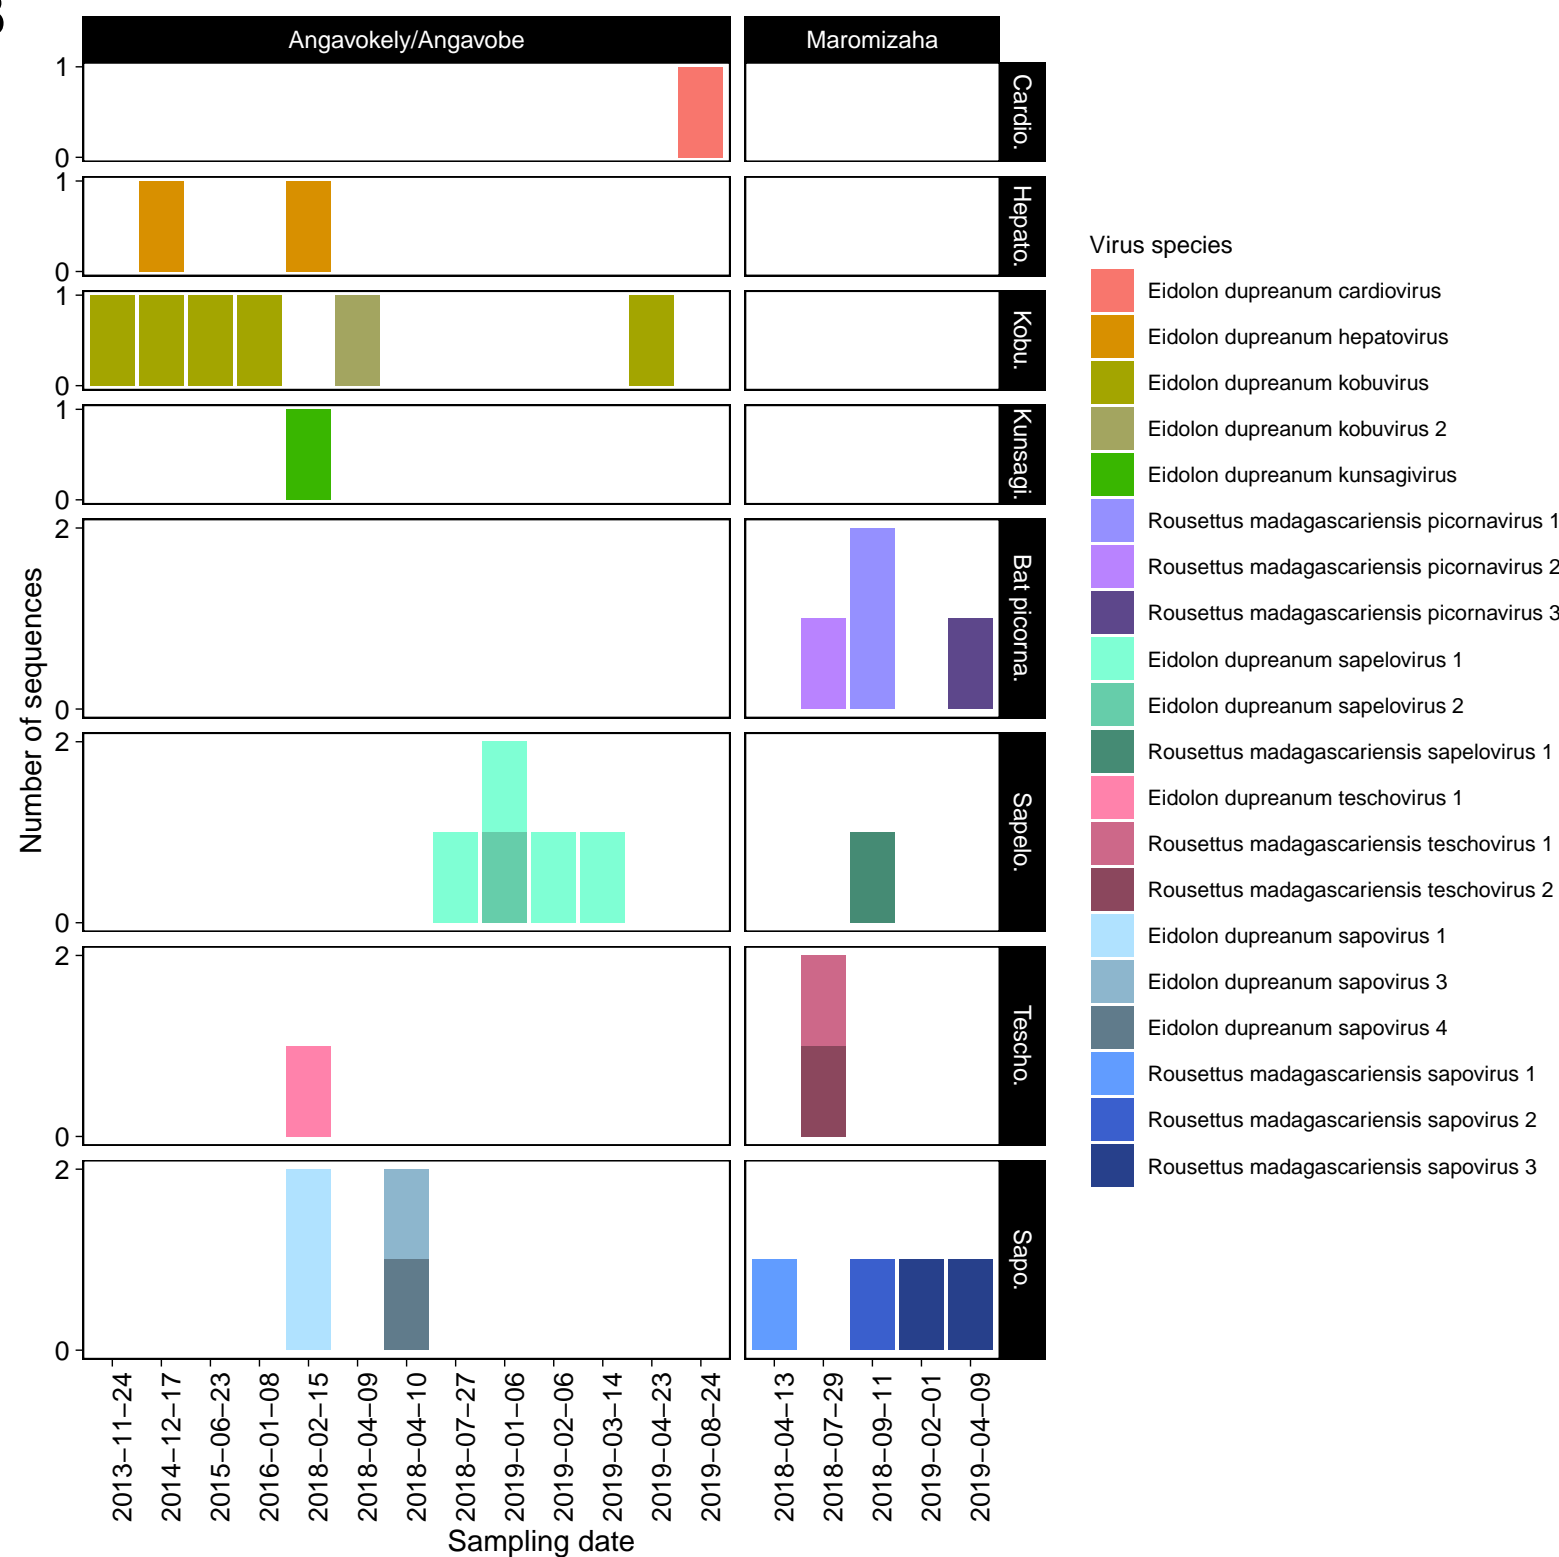 B
Angavokely/Angavobe
Maromizaha
1
0
Cardio.
1
0
Hepato.
1
0
Kobu.
1
0
Kunsagi.
2
0
Bat picorna.
2
0
Sapelo.
2
0
Tescho.
2
0
Sapo.
Number of sequences
2013−11−24
2014−12−17
2015−06−23
2016−01−08
2018−02−15
2018−04−09
2018−04−10
2018−07−27
2019−01−06
2019−02−06
2019−03−14
2019−04−23
2019−08−24
2018−04−13
2018−07−29
2018−09−11
2019−02−01
2019−04−09
Sampling date
Virus species
Eidolon dupreanum cardiovirus
Eidolon dupreanum hepatovirus
Eidolon dupreanum kobuvirus
Eidolon dupreanum kobuvirus 2
Eidolon dupreanum kunsagivirus
Rousettus madagascariensis picornavirus 1
Rousettus madagascariensis picornavirus 2
Rousettus madagascariensis picornavirus 3
Eidolon dupreanum sapelovirus 1
Eidolon dupreanum sapelovirus 2
Rousettus madagascariensis sapelovirus 1
Eidolon dupreanum teschovirus 1
Rousettus madagascariensis teschovirus 1
Rousettus madagascariensis teschovirus 2
Eidolon dupreanum sapovirus 1
Eidolon dupreanum sapovirus 3
Eidolon dupreanum sapovirus 4
Rousettus madagascariensis sapovirus 1
Rousettus madagascariensis sapovirus 2
Rousettus madagascariensis sapovirus 3